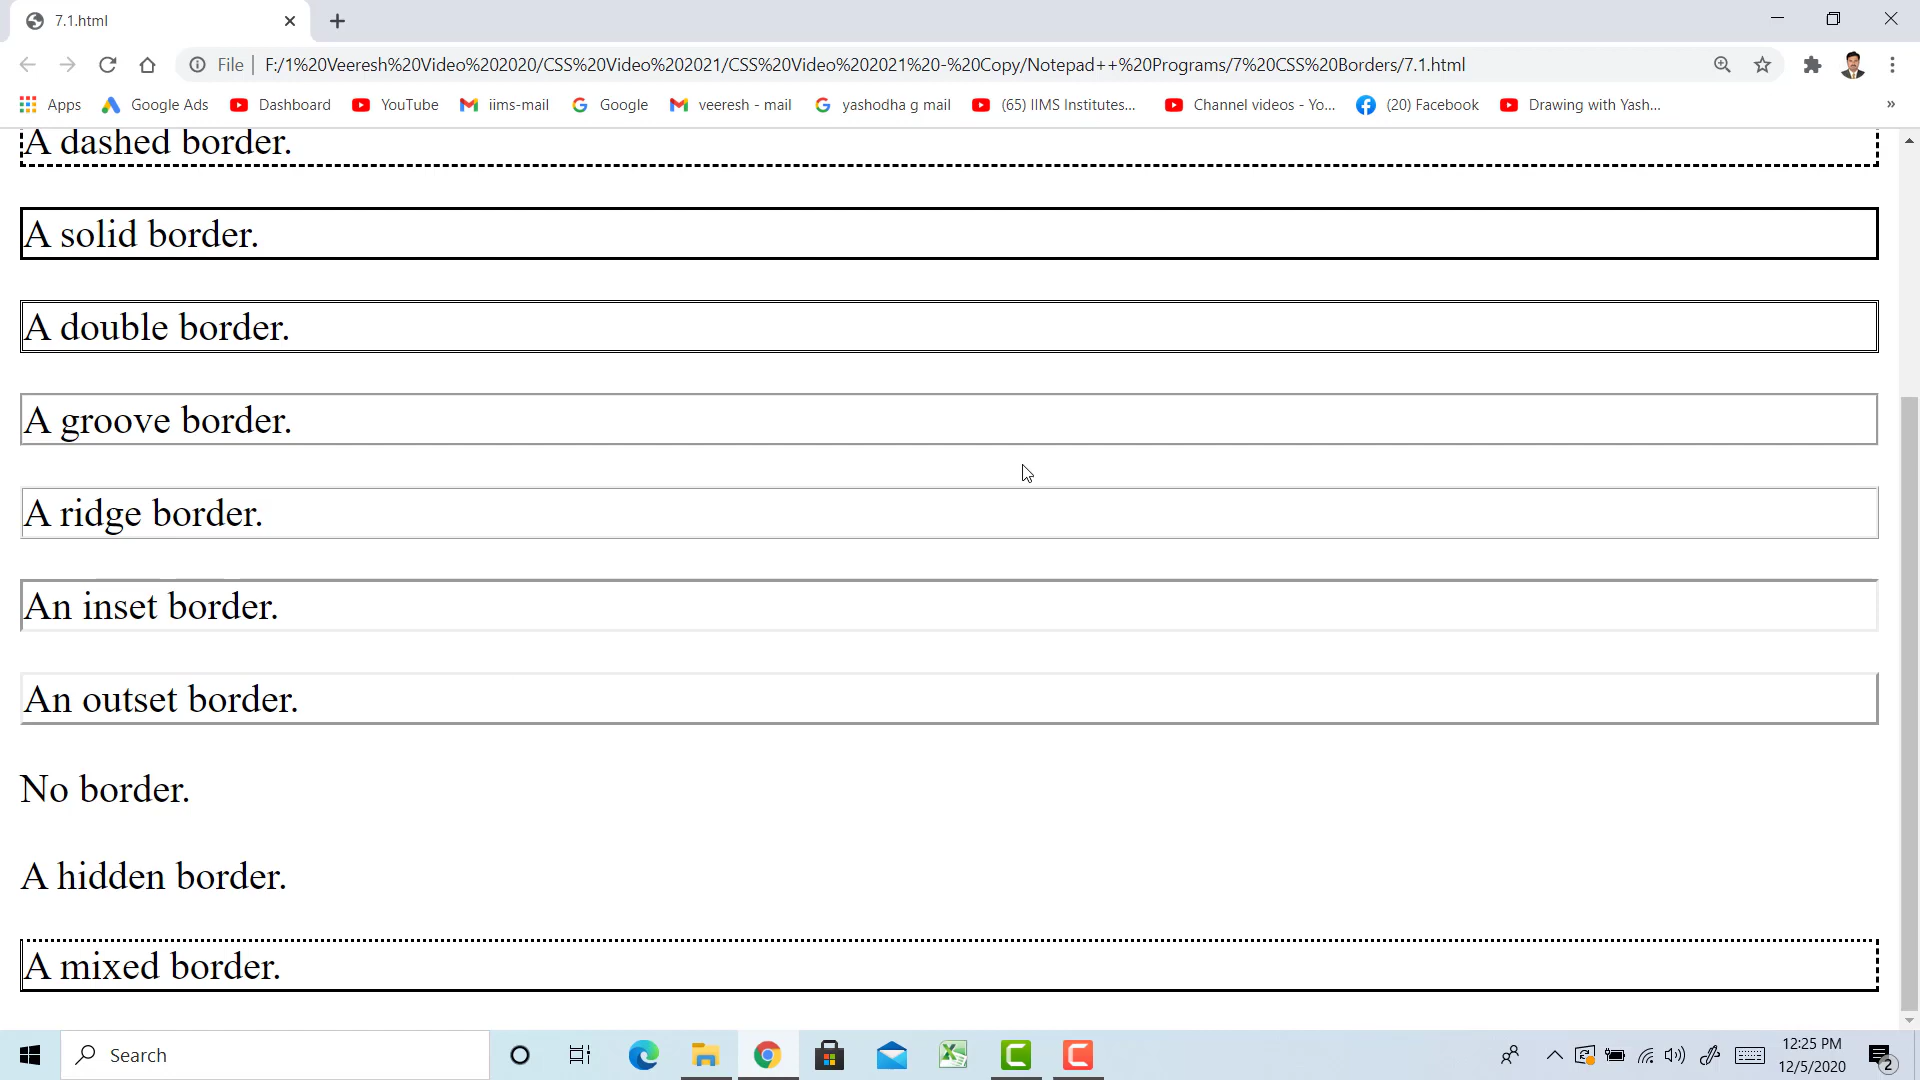 7.1.html
File | F:/1%20Veeresh%20Video%202020/CSS%20Video%202021/CSS%20Video%202021%20-%20Copy/Notepad++%20Programs/7%20CSS%20Borders/7.1.html
Apps Google Ads Dashboard YouTube iims-mail Google veeresh - mail yashodha g mail (65) IIMS Institutes... Channel videos - Yo... (20) Facebook Drawing with Yash... »
A dashed border.
A solid border.
A double border.
A groove border.
A ridge border.
An inset border.
An outset border.
No border.
A hidden border.
A mixed border.
Search
12:25 PM
12/5/2020
2